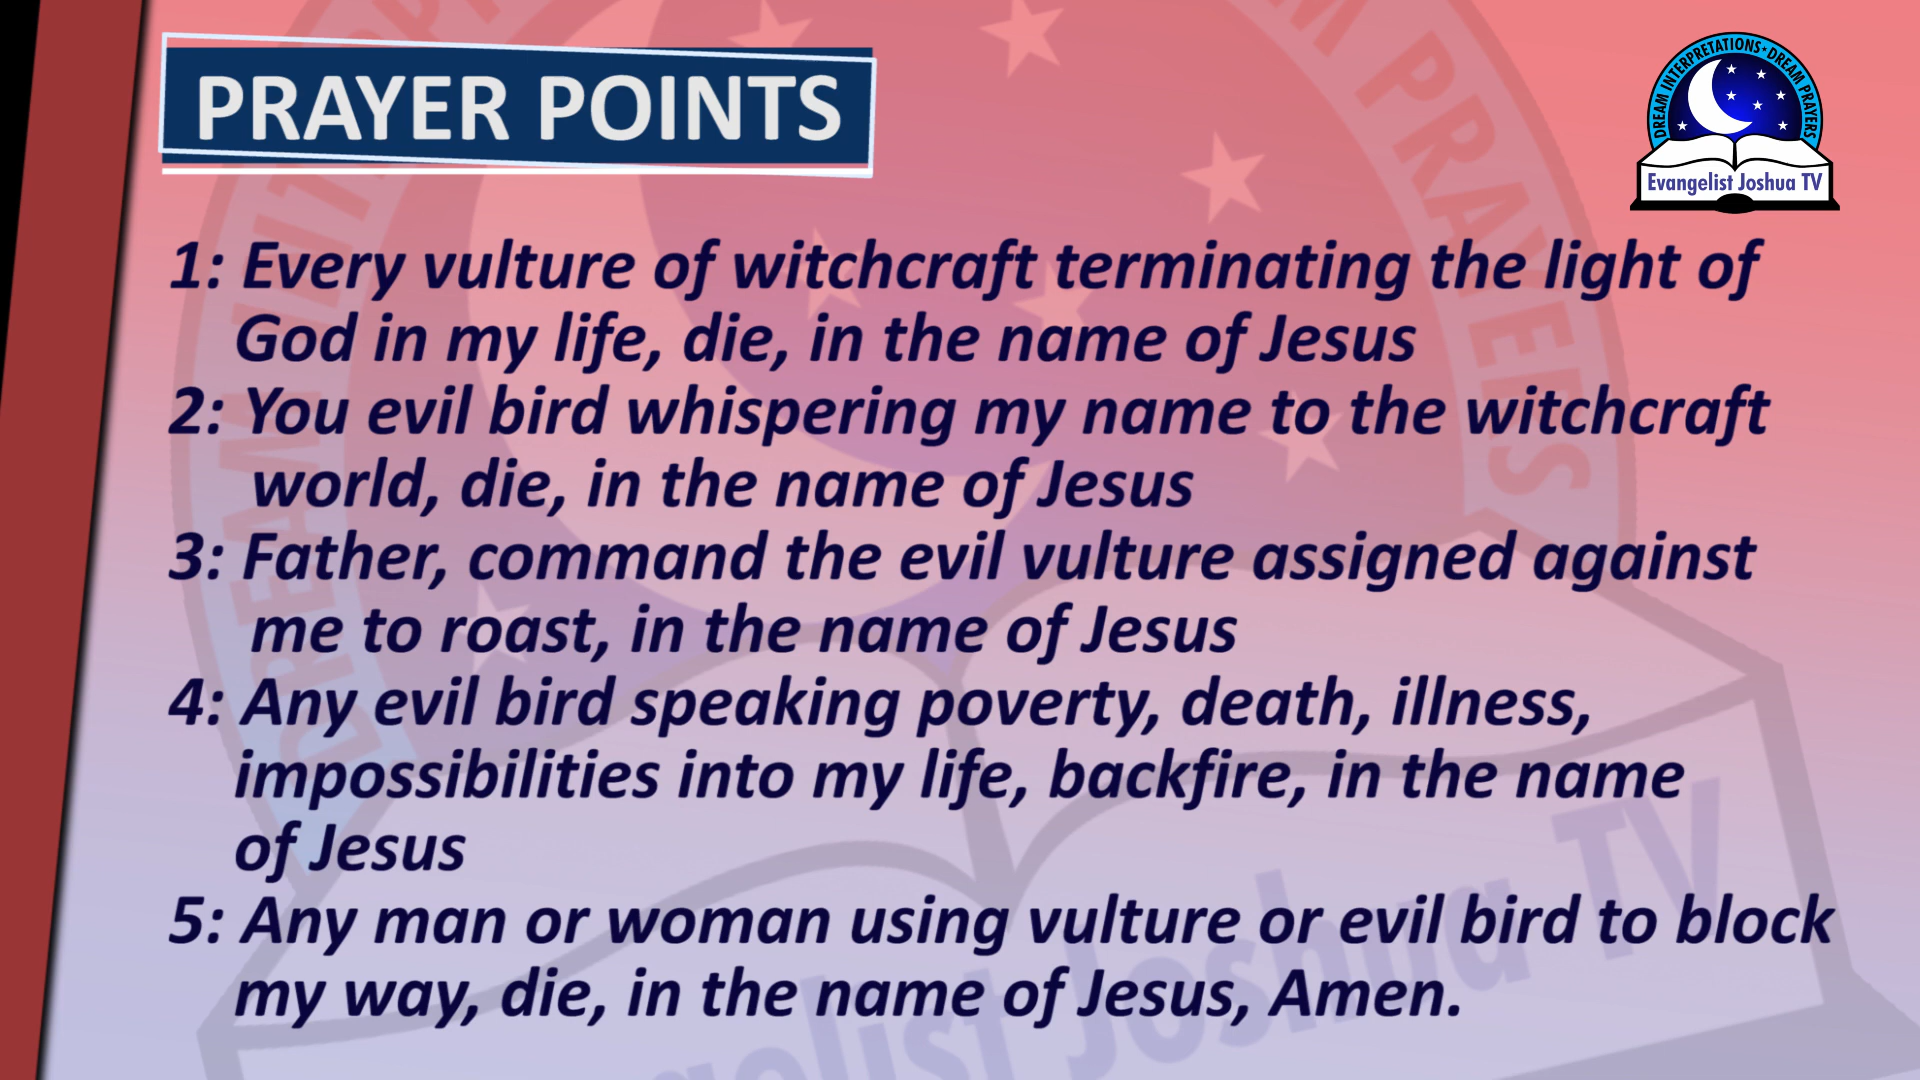 PRAYER POINTS
DREAM INTERPRETATIONS★DREAM PRAYERS
Evangelist Joshua TV
1: Every vulture of witchcraft terminating the light of
God in my life, die, in the name of Jesus
2: You evil bird whispering my name to the witchcraft
world, die, in the name of Jesus
3: Father, command the evil vulture assigned against
me to roast, in the name of Jesus
4: Any evil bird speaking poverty, death, illness,
impossibilities into my life, backfire, in the name
of Jesus
5: Any man or woman using vulture or evil bird to block
my way, die, in the name of Jesus, Amen.